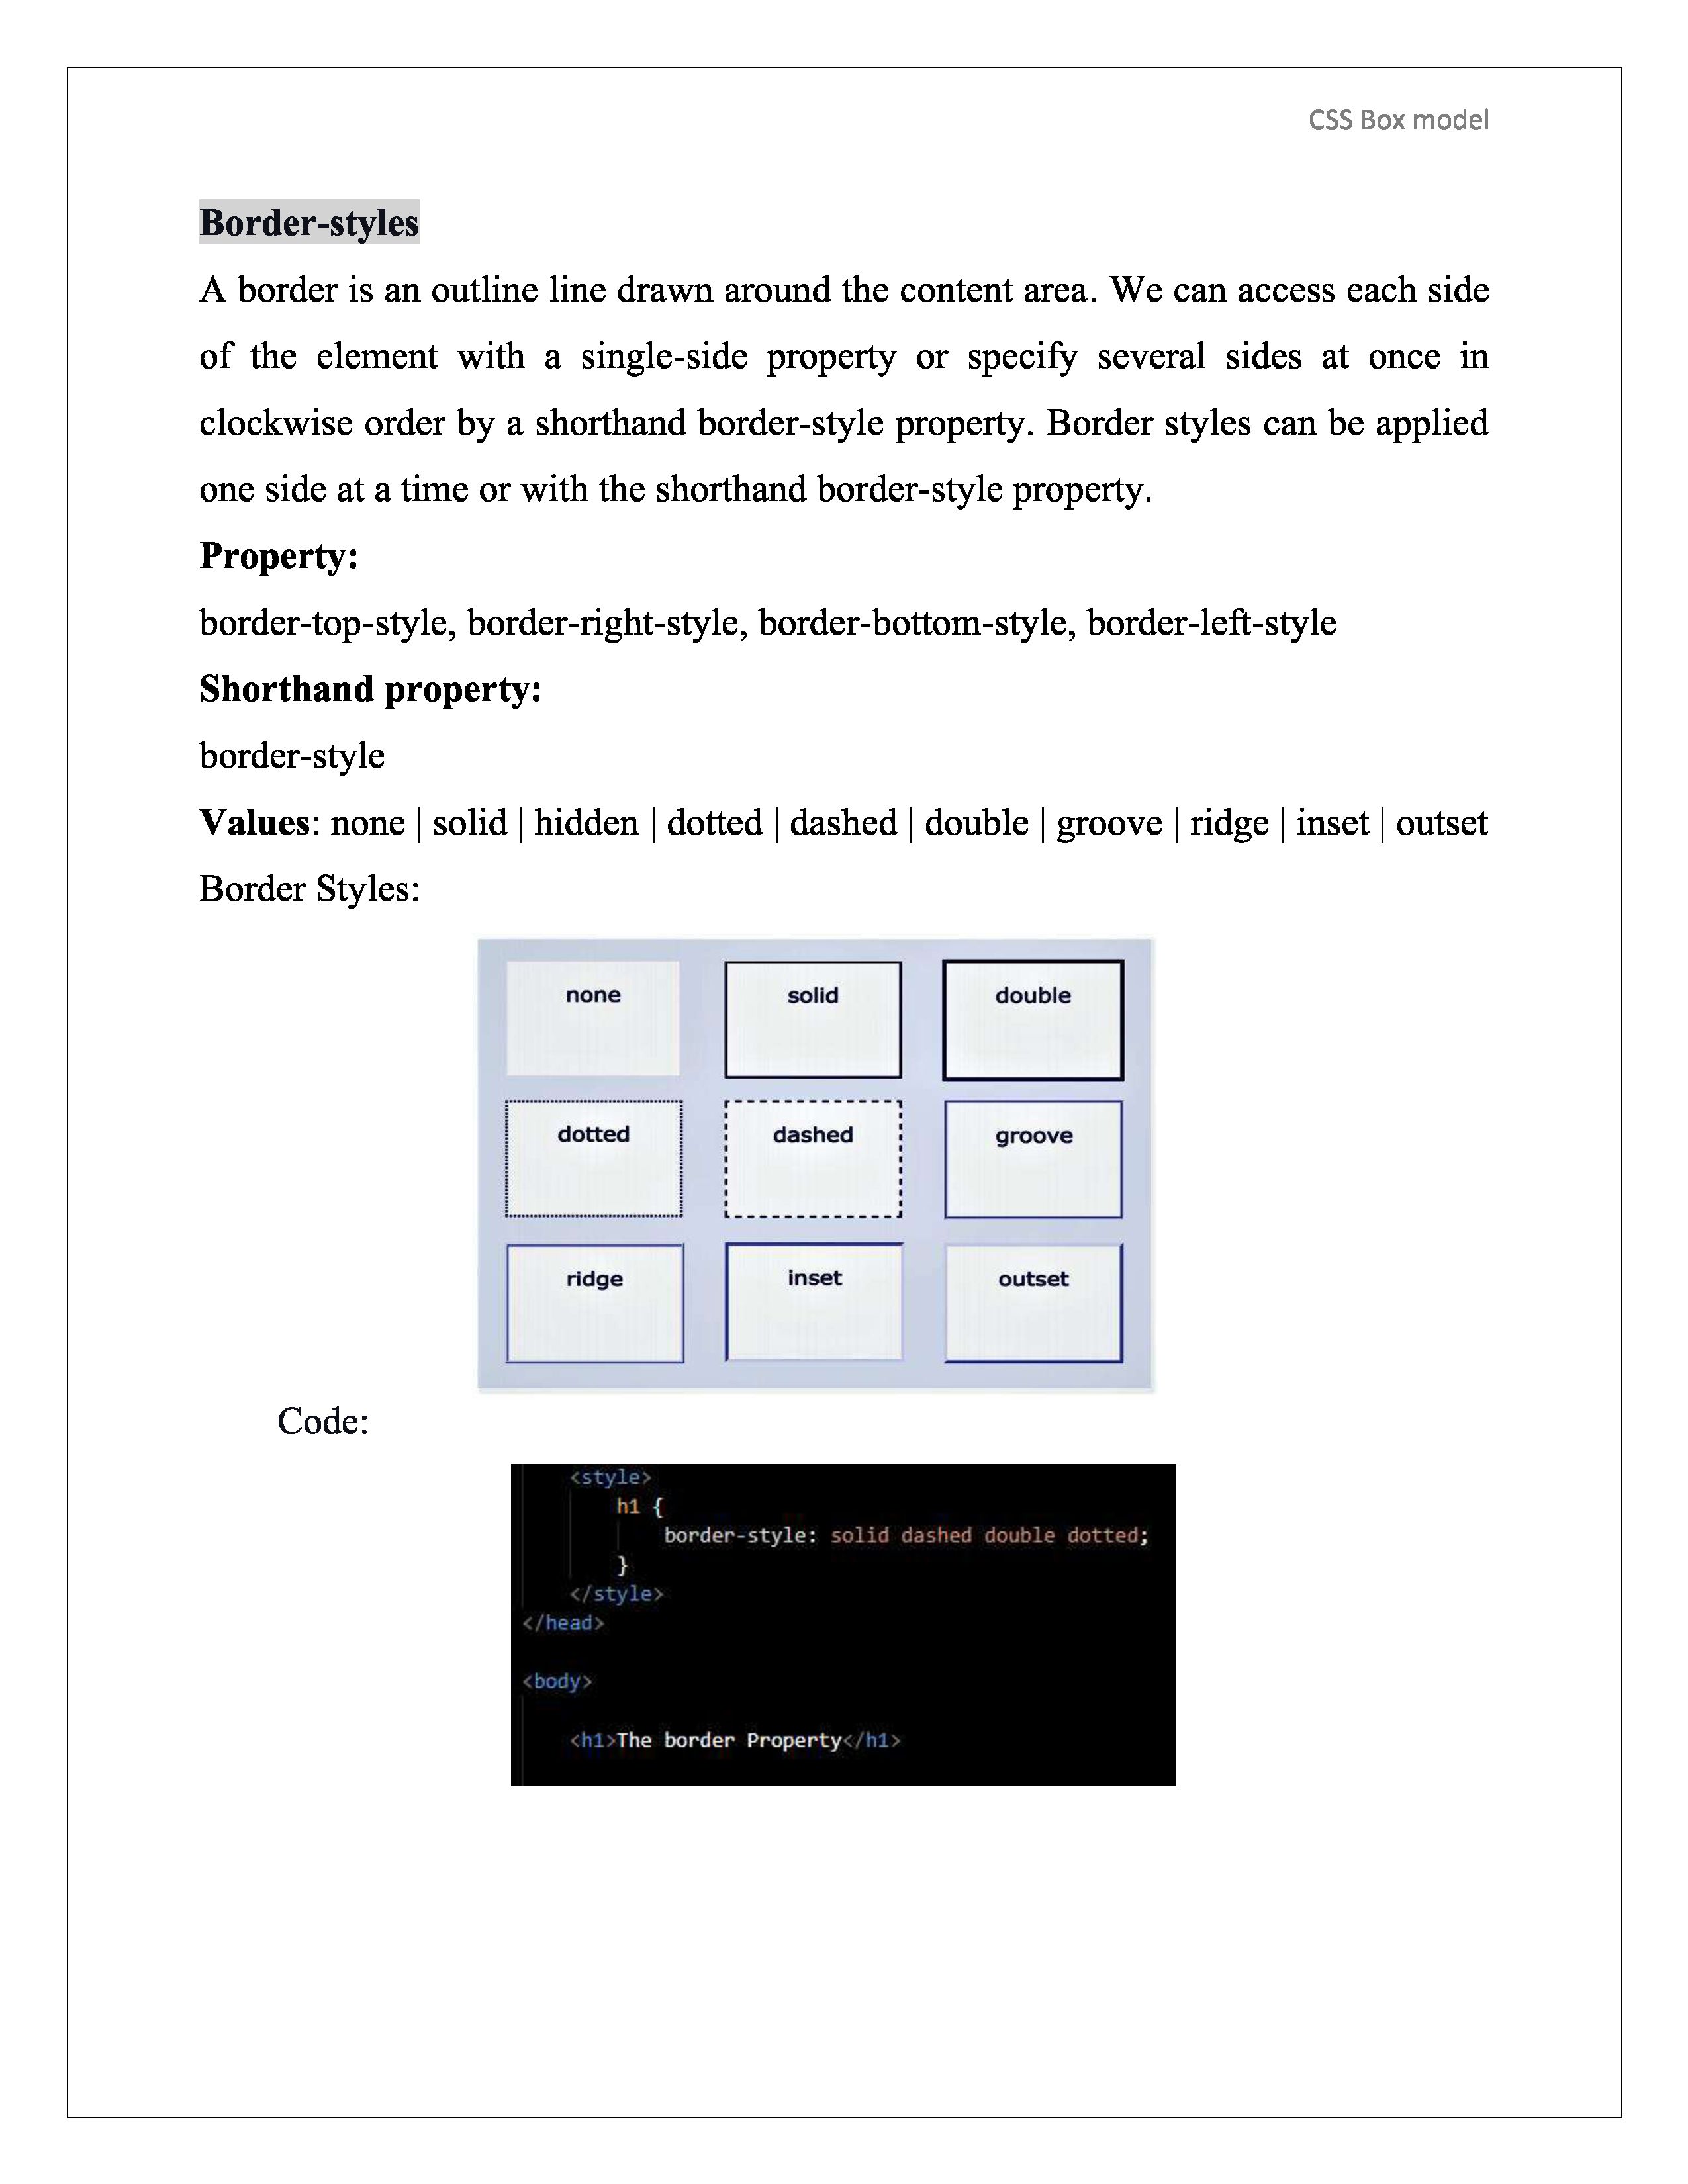 CSS Box model
Border-styles
A border is an outline line drawn around the content area. We can access each side
of the element with a single-side property or specify several sides at once in
clockwise order by a shorthand border-style property. Border styles can be applied
one side at a time or with the shorthand border-style property.
Property:
border-top-style, border-right-style, border-bottom-style, border-left-style
Shorthand property:
border-style
Values: none | solid | hidden | dotted | dashed | double | groove | ridge | inset | outset
Border Styles:
none solid double
dotted dashed groove
ridge inset outset
Code:
<style>
h1 {
border-style: solid dashed double dotted;
}
</style>
</head>
<body>
<h1>The border Property</h1>